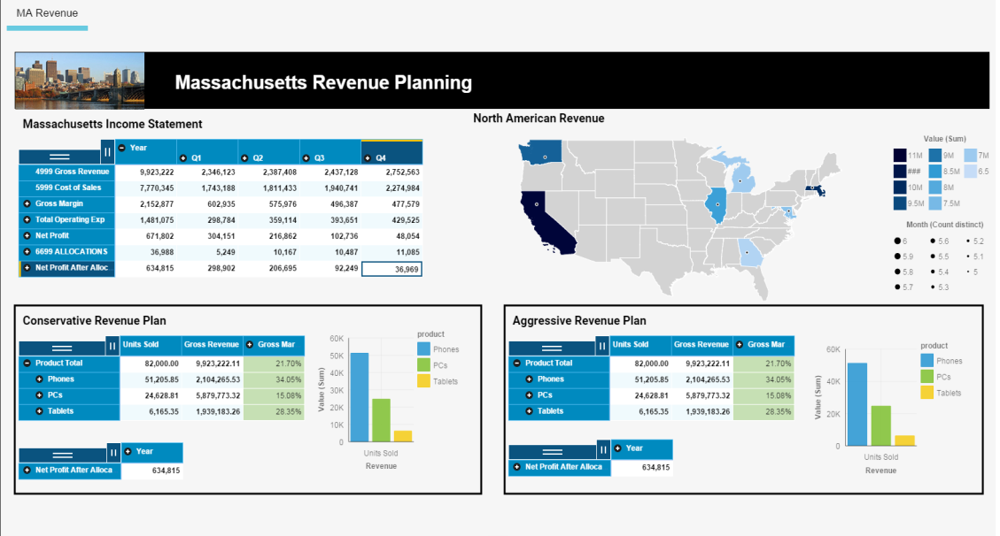 MA Revenue
Massachusetts Revenue Planning
Massachusetts Income Statement
Year Q1 Q2 Q3 Q4
4999 Gross Revenue 9,923,222 2,346,123 2,387,408 2,437,128 2,752,563
5999 Cost of Sales 7,770,345 1,743,188 1,811,433 1,940,741 2,274,984
Gross Margin 2,152,877 602,935 575,976 496,387 477,579
Total Operating Exp 1,481,075 298,784 359,114 393,651 429,525
Net Profit 671,802 304,151 216,862 102,736 48,054
6699 ALLOCATIONS 36,988 5,249 10,167 10,487 11,085
Net Profit After Alloc 634,815 298,902 206,695 92,249 36,969
North American Revenue
Value (Sum)
11M 9M 7M
### 8.5M 6.5
10M 8M
9.5M 7.5M
Month (Count distinct)
6 5.6 5.2
5.9 5.5 5.1
5.8 5.4 5
5.7 5.3
Conservative Revenue Plan
Units Sold Gross Revenue Gross Mar
Product Total 82,000.00 9,923,222.11 21.70%
Phones 51,205.85 2,104,265.53 34.05%
PCs 24,628.81 5,879,773.32 15.08%
Tablets 6,165.35 1,939,183.26 28.35%
Year
Net Profit After Alloca 634,815
60K
50K
40K
30K
20K
10K
0
Value (Sum)
Units Sold
Revenue
product
Phones
PCs
Tablets
Aggressive Revenue Plan
Units Sold Gross Revenue Gross Mar
Product Total 82,000.00 9,923,222.11 21.70%
Phones 51,205.85 2,104,265.53 34.05%
PCs 24,628.81 5,879,773.32 15.08%
Tablets 6,165.35 1,939,183.26 28.35%
Year
Net Profit After Alloca 634,815
60K
40K
20K
0
Value (Sum)
Units Sold
Revenue
product
Phones
PCs
Tablets